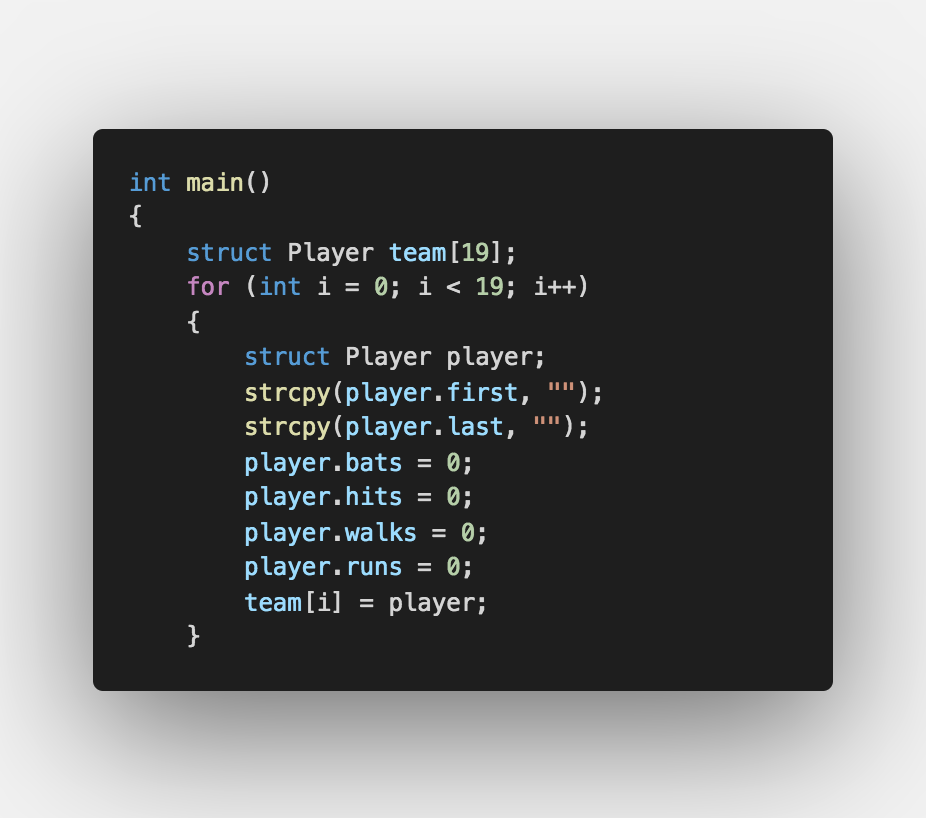 int main()
{
    struct Player team[19];
    for (int i = 0; i < 19; i++)
    {
        struct Player player;
        strcpy(player.first, "");
        strcpy(player.last, "");
        player.bats = 0;
        player.hits = 0;
        player.walks = 0;
        player.runs = 0;
        team[i] = player;
    }